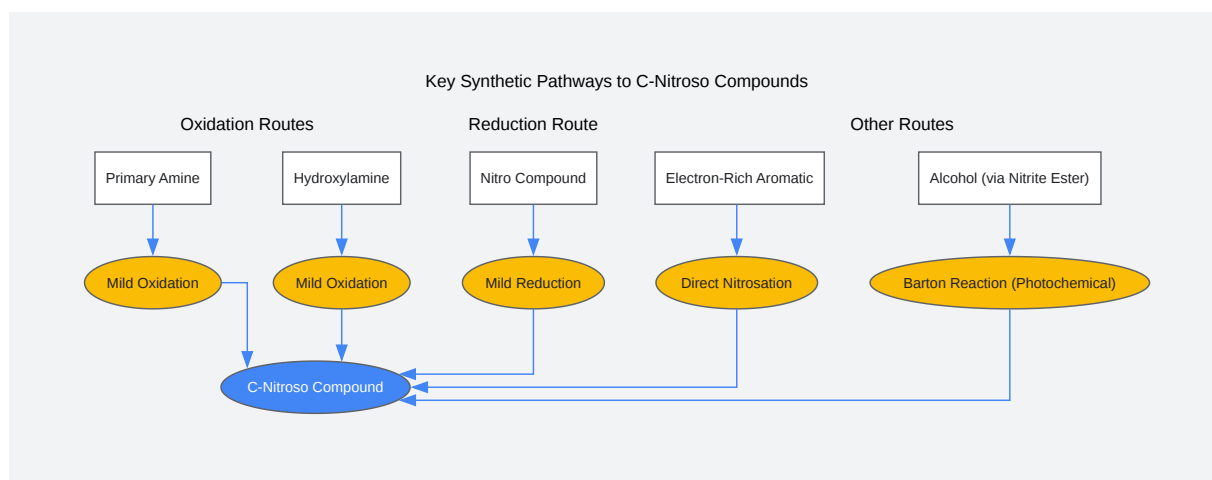 Key Synthetic Pathways to C-Nitroso Compounds
Oxidation Routes
Reduction Route
Other Routes
Primary Amine
Hydroxylamine
Nitro Compound
Electron-Rich Aromatic
Alcohol (via Nitrite Ester)
Mild Oxidation
Mild Oxidation
Mild Reduction
Direct Nitrosation
Barton Reaction (Photochemical)
C-Nitroso Compound